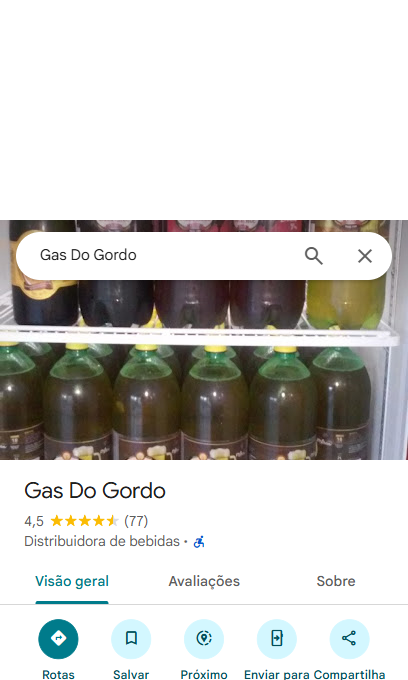 Gas Do Gordo
Gas Do Gordo
4,5 (77)
Distribuidora de bebidas ·
Visão geral Avaliações Sobre
Rotas Salvar Próximo Enviar para Compartilha